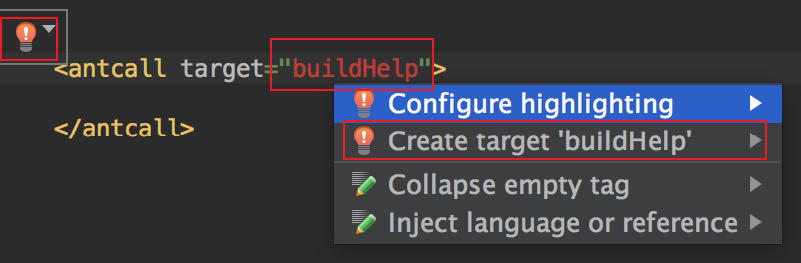 <antcall target="buildHelp">
Configure highlighting
Create target 'buildHelp'
</antcall>
Collapse empty tag
Inject language or reference